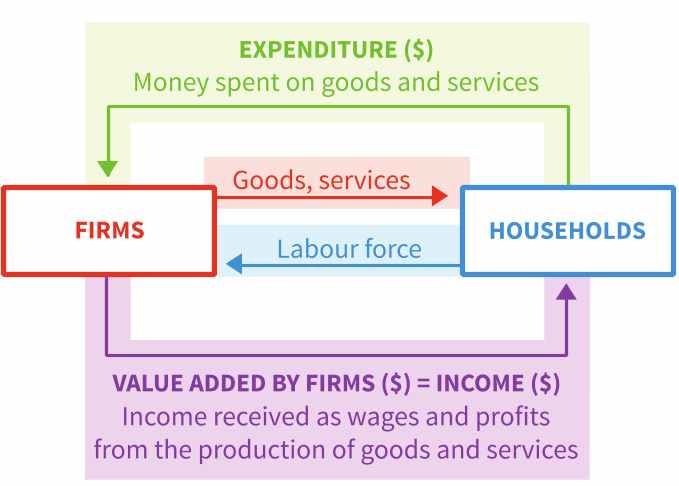 EXPENDITURE ($)
Money spent on goods and services
Goods, services
FIRMS
HOUSEHOLDS
Labour force
VALUE ADDED BY FIRMS ($) = INCOME ($)
Income received as wages and profits
from the production of goods and services